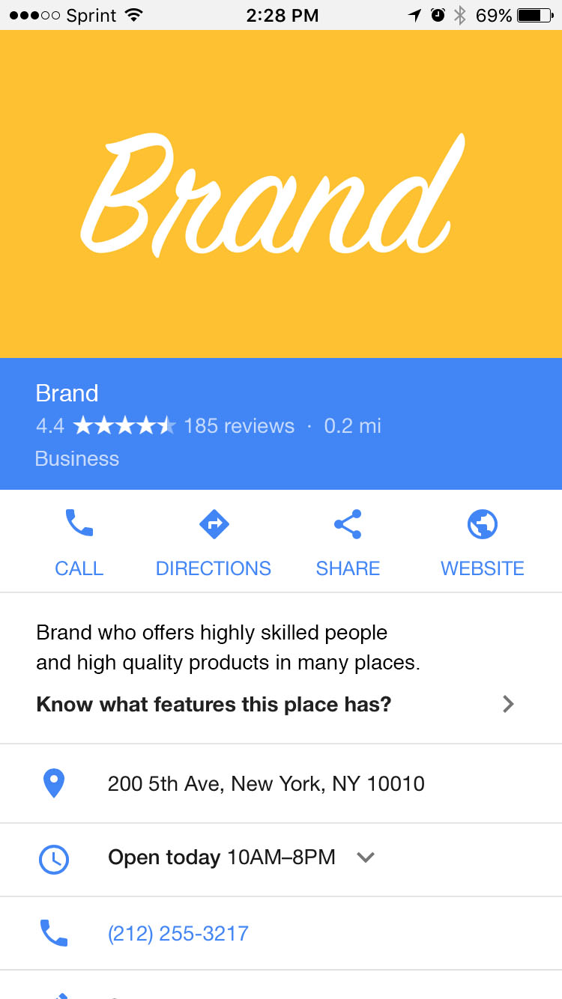 Sprint 2:28 PM 69%
Brand
Brand
4.4 185 reviews · 0.2 mi
Business
CALL DIRECTIONS SHARE WEBSITE
Brand who offers highly skilled people
and high quality products in many places.
Know what features this place has?
200 5th Ave, New York, NY 10010
Open today 10AM–8PM
(212) 255-3217